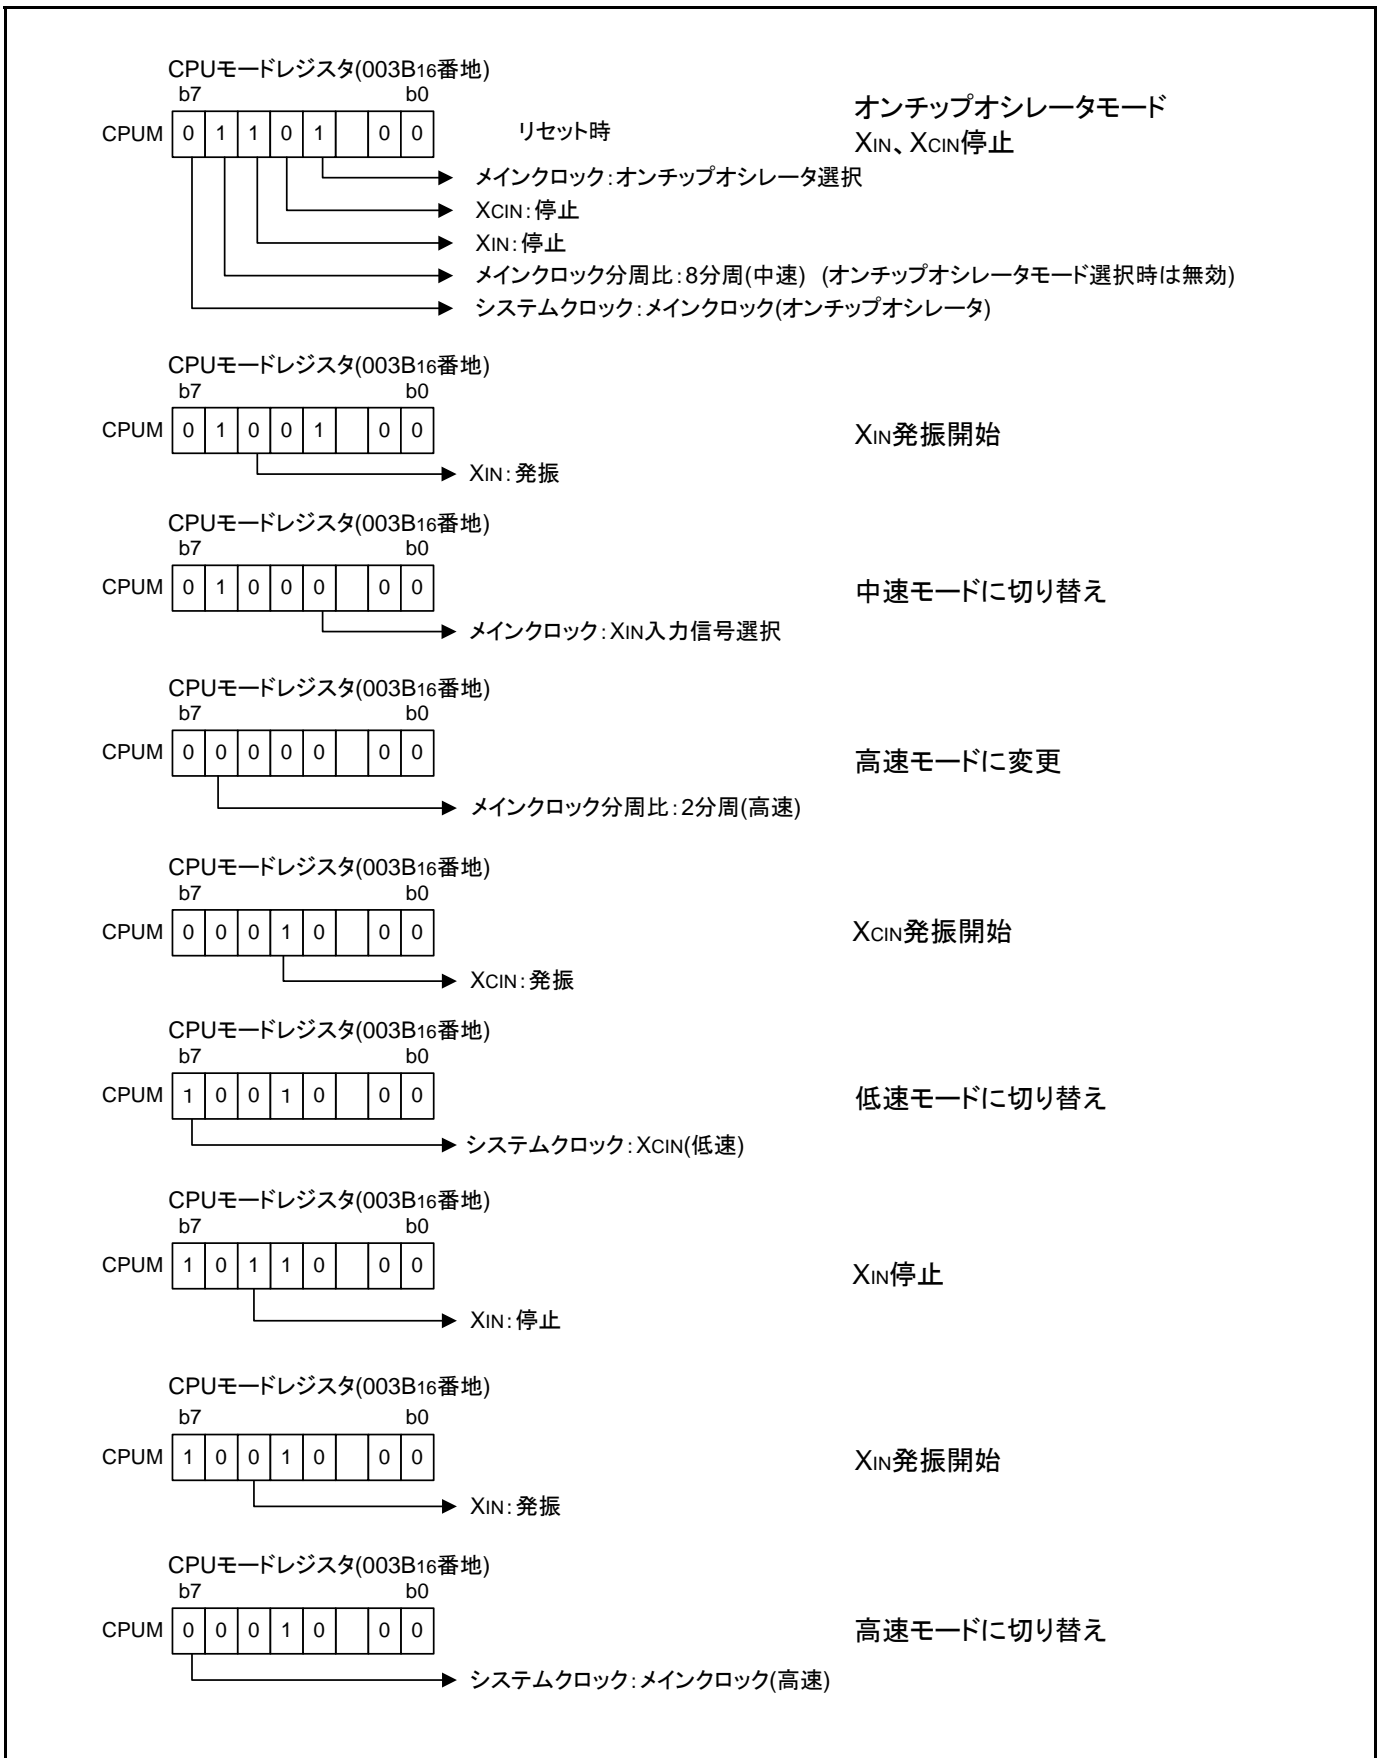 CPUモードレジスタ(003B16番地)
b7 b0
CPUM 0 1 1 0 1 0 0 リセット時
オンチップオシレータモード
XIN、XCIN停止
メインクロック:オンチップオシレータ選択
XCIN:停止
XIN:停止
メインクロック分周比:8分周(中速) (オンチップオシレータモード選択時は無効)
システムクロック:メインクロック(オンチップオシレータ)
CPUモードレジスタ(003B16番地)
b7 b0
CPUM 0 1 0 0 1 0 0 XIN発振開始
XIN:発振
CPUモードレジスタ(003B16番地)
b7 b0
CPUM 0 1 0 0 0 0 0 中速モードに切り替え
メインクロック:XIN入力信号選択
CPUモードレジスタ(003B16番地)
b7 b0
CPUM 0 0 0 0 0 0 0 高速モードに変更
メインクロック分周比:2分周(高速)
CPUモードレジスタ(003B16番地)
b7 b0
CPUM 0 0 0 1 0 0 0 XCIN発振開始
XCIN:発振
CPUモードレジスタ(003B16番地)
b7 b0
CPUM 1 0 0 1 0 0 0 低速モードに切り替え
システムクロック:XCIN(低速)
CPUモードレジスタ(003B16番地)
b7 b0
CPUM 1 0 1 1 0 0 0 XIN停止
XIN:停止
CPUモードレジスタ(003B16番地)
b7 b0
CPUM 1 0 0 1 0 0 0 XIN発振開始
XIN:発振
CPUモードレジスタ(003B16番地)
b7 b0
CPUM 0 0 0 1 0 0 0 高速モードに切り替え
システムクロック:メインクロック(高速)